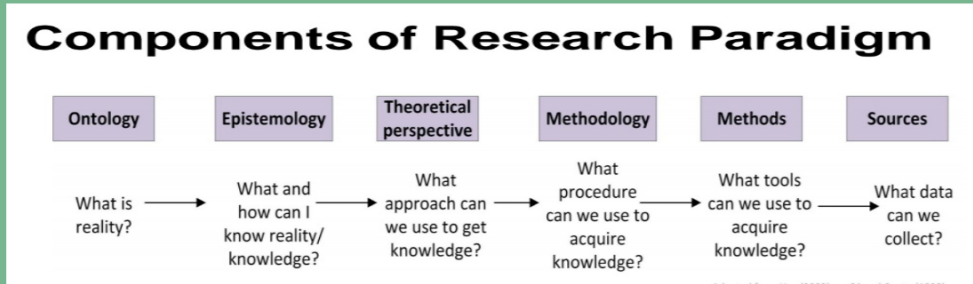 Components of Research Paradigm
Ontology
Epistemology
Theoretical
perspective
Methodology
Methods
Sources
What is
reality?
What and
how can I
know reality/
knowledge?
What
approach can
we use to get
knowledge?
What
procedure
can we use to
acquire
knowledge?
What tools
can we use to
acquire
knowledge?
What data
can we
collect?